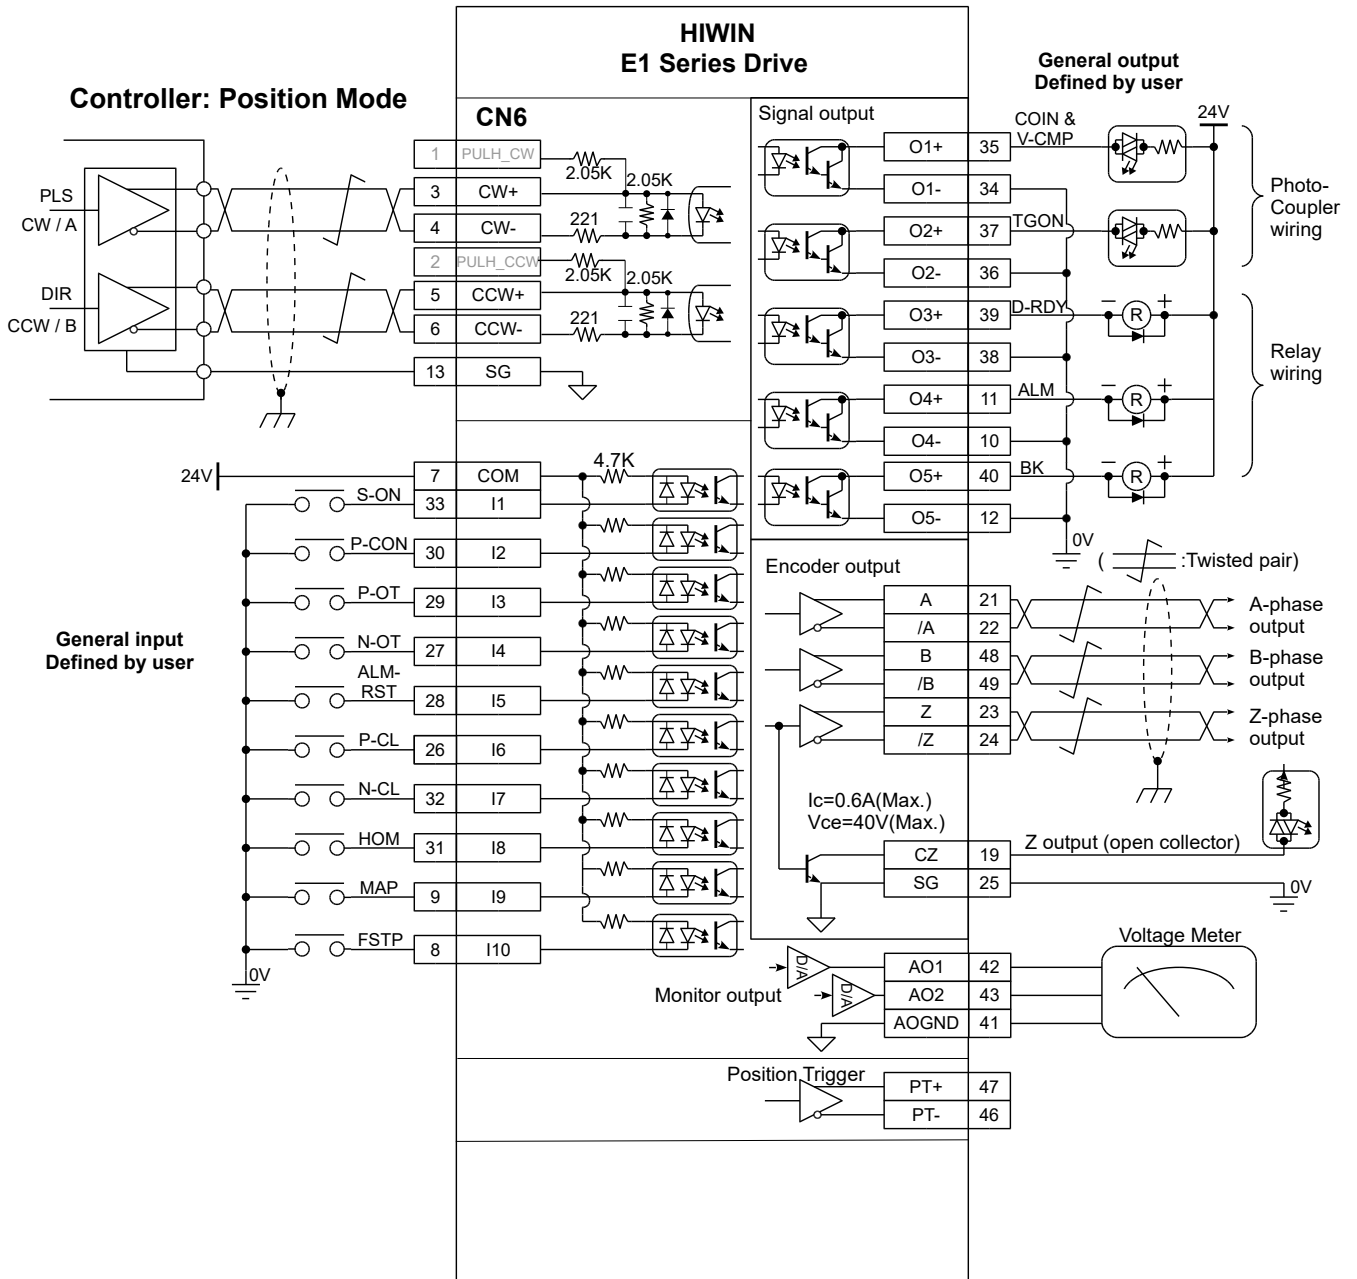 HIWIN
E1 Series Drive
Controller: Position Mode
CN6
PLS
CW / A
DIR
CCW / B
1 PULH_CW
3 CW+
4 CW-
2 PULH_CCW
5 CCW+
6 CCW-
13 SG
2.05K
2.05K
221
2.05K
2.05K
221
24V
7 COM
4.7K
S-ON 33 I1
P-CON 30 I2
P-OT 29 I3
N-OT 27 I4
ALM-
RST 28 I5
P-CL 26 I6
N-CL 32 I7
HOM 31 I8
MAP 9 I9
FSTP 8 I10
0V
General input
Defined by user
Signal output
General output
Defined by user
24V
O1+ 35 COIN &
V-CMP
O1- 34
O2+ 37 TGON
O2- 36
O3+ 39 D-RDY
O3- 38
O4+ 11 ALM
O4- 10
O5+ 40 BK
O5- 12
0V
− R +
− R +
− R +
Photo-
Coupler
wiring
Relay
wiring
( :Twisted pair)
Encoder output
A 21
/A 22
B 48
/B 49
Z 23
/Z 24
A-phase
output
B-phase
output
Z-phase
output
Ic=0.6A(Max.)
Vce=40V(Max.)
CZ 19 Z output (open collector)
SG 25
0V
Monitor output
D/A
D/A
AO1 42
AO2 43
AOGND 41
Voltage Meter
Position Trigger
PT+ 47
PT- 46